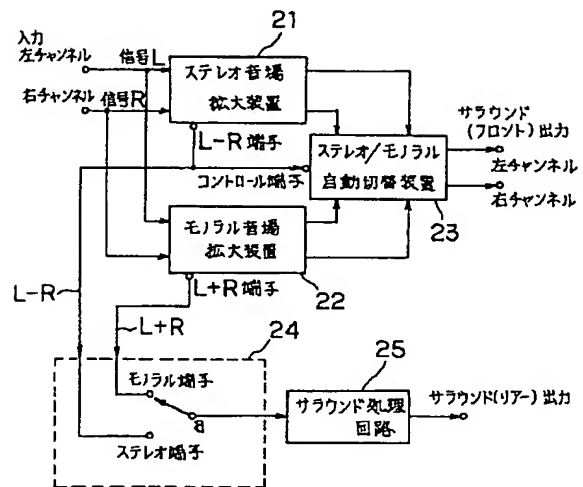 21
入力
左チャンネル
信号L
ステレオ音場
拡大装置
右チャンネル
信号R
L-R端子
サラウンド
(フロント)出力
ステレオ/モノラル
自動切替装置
左チャンネル
右チャンネル
コントロール端子
23
モノラル音場
拡大装置
L-R
L+R端子
22
L+R
24
モノラル端子
a
ステレオ端子
25
サラウンド処理
回路
サラウンド(リアー)出力